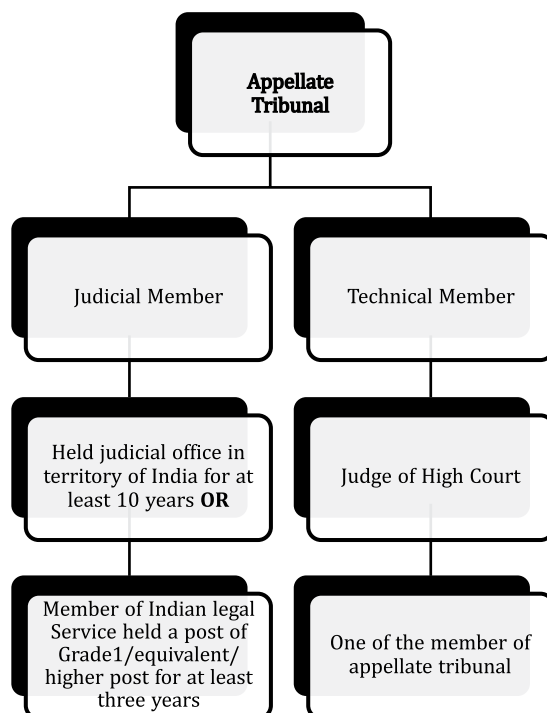 Appellate
Tribunal
Judicial Member
Technical Member
Held judicial office in
territory of India for at
least 10 years OR
Judge of High Court
Member of Indian legal
Service held a post of
Grade1/equivalent/
higher post for at least
three years
One of the member of
appellate tribunal